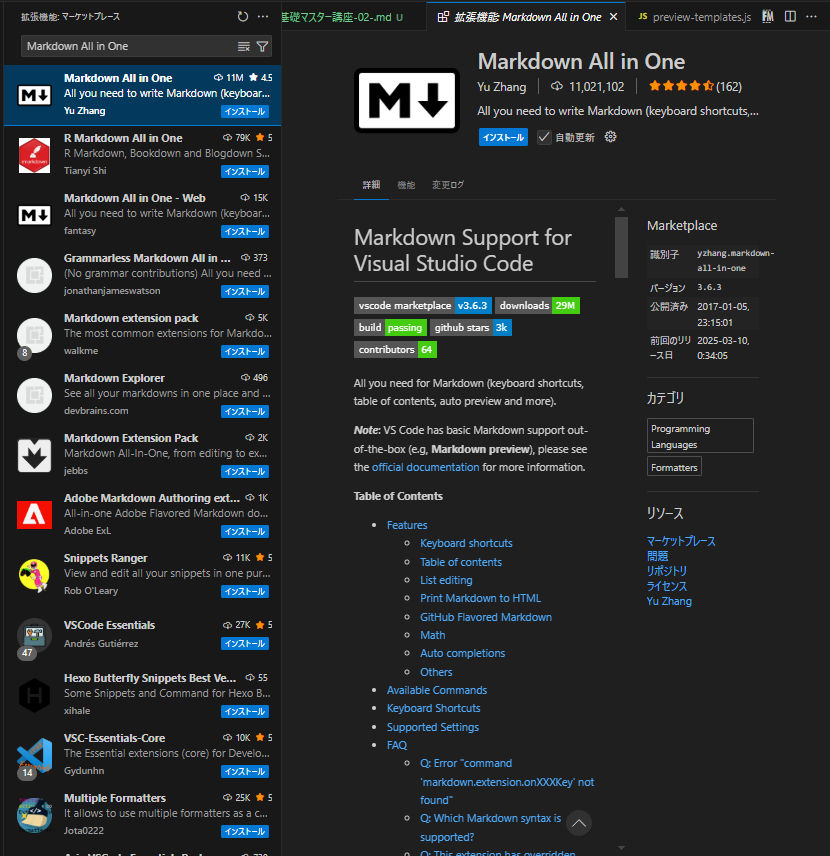 拡張機能: マーケットプレース
Markdown All in One
Markdown All in One 11M 4.5
All you need to write Markdown (keyboar...
Yu Zhang インストール
R Markdown All in One 79K 5
R Markdown, Bookdown and Blogdown S...
Tianyi Shi インストール
Markdown All in One - Web 15K
All you need to write Markdown (keyboar...
fantasy インストール
Grammarless Markdown All in ... 373
(No grammar contributions) All you need ...
jonathanjameswatson インストール
Markdown extension pack 5K
The most common extensions for Markdo...
8 walkme インストール
Markdown Explorer 496
See all your markdowns in one place and ...
devbrains.com インストール
Markdown Extension Pack 2K
Markdown All-In-One, from editing to ex...
jebbs インストール
Adobe Markdown Authoring ext... 1K
All-in-one Adobe Flavored Markdown do...
Adobe ExL インストール
Snippets Ranger 11K 5
View and edit all your snippets in one pur...
Rob O'Leary インストール
VSCode Essentials 27K 5
47 Andrés Gutiérrez インストール
Hexo Butterfly Snippets Best Ve... 55
Some Snippets and Command for Hexo B...
xihale インストール
VSC-Essentials-Core 10K 5
The Essential extensions (core) for Develo...
14 Gydunhn インストール
Multiple Formatters 25K 5
It allows to use multiple formatters as a c...
Jota0222 インストール
基礎マスター講座-02-.md U
拡張機能: Markdown All in One
JS preview-templates.js
Markdown All in One
Yu Zhang 11,021,102 (162)
All you need to write Markdown (keyboard shortcuts,...
インストール 自動更新
詳細 機能 変更ログ
Markdown Support for
Visual Studio Code
vscode marketplace v3.6.3 downloads 29M
build passing github stars 3k
contributors 64
All you need for Markdown (keyboard shortcuts,
table of contents, auto preview and more).
Note: VS Code has basic Markdown support out-
of-the-box (e.g, Markdown preview), please see
the official documentation for more information.
Table of Contents
Features
Keyboard shortcuts
Table of contents
List editing
Print Markdown to HTML
GitHub Flavored Markdown
Math
Auto completions
Others
Available Commands
Keyboard Shortcuts
Supported Settings
FAQ
Q: Error "command
'markdown.extension.onXXXKey' not
found"
Q: Which Markdown syntax is
supported?
Q: This extension has overridden
Marketplace
識別子 yzhang.markdown-
all-in-one
バージョン 3.6.3
公開済み 2017-01-05,
23:15:01
前回のリリ 2025-03-10,
ース日 0:34:05
カテゴリ
Programming
Languages
Formatters
リソース
マーケットプレース
問題
リポジトリ
ライセンス
Yu Zhang